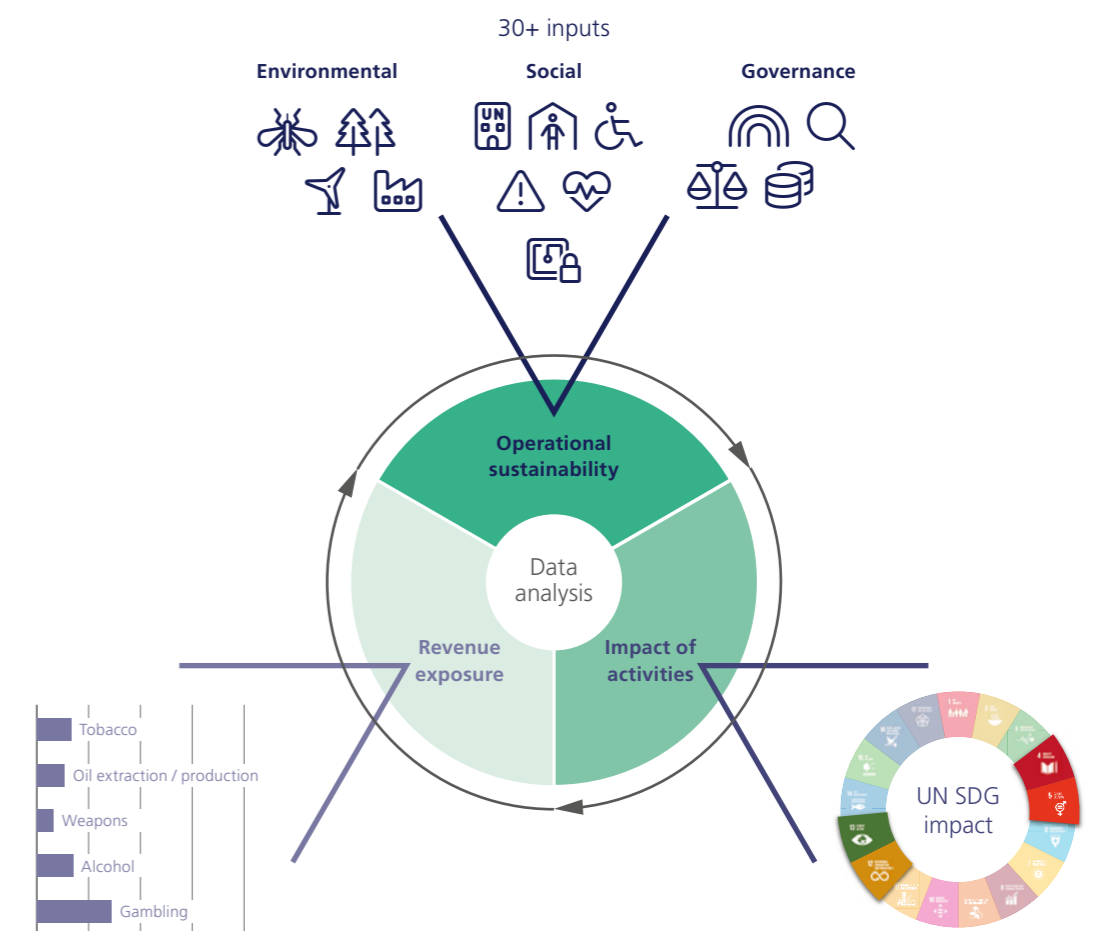 30+ inputs
Environmental
Social
Governance
UN
Operational
sustainability
Data
analysis
Revenue
exposure
Impact of
activities
Tobacco
Oil extraction / production
Weapons
Alcohol
Gambling
UN SDG
impact